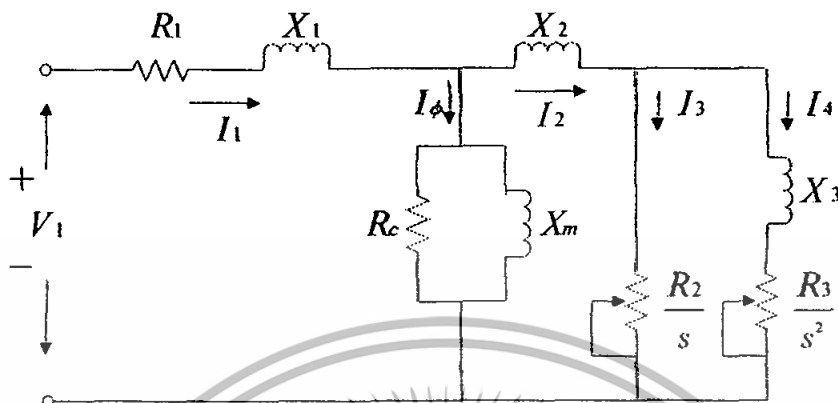 R1
X1
X2
I1
Iϕ
I2
I3
I4
+
V1
−
Rc
Xm
X3
R2
s
R3
s²